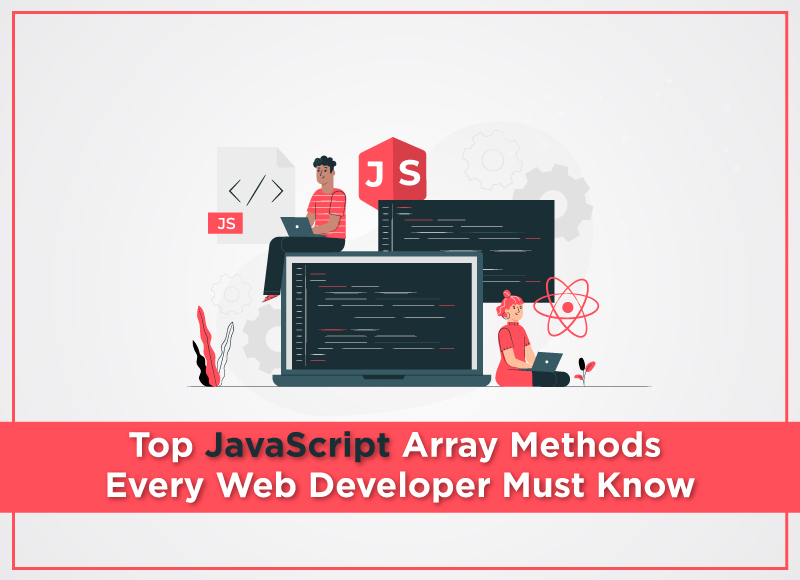 </>
JS
JS
Top JavaScript Array Methods
Every Web Developer Must Know